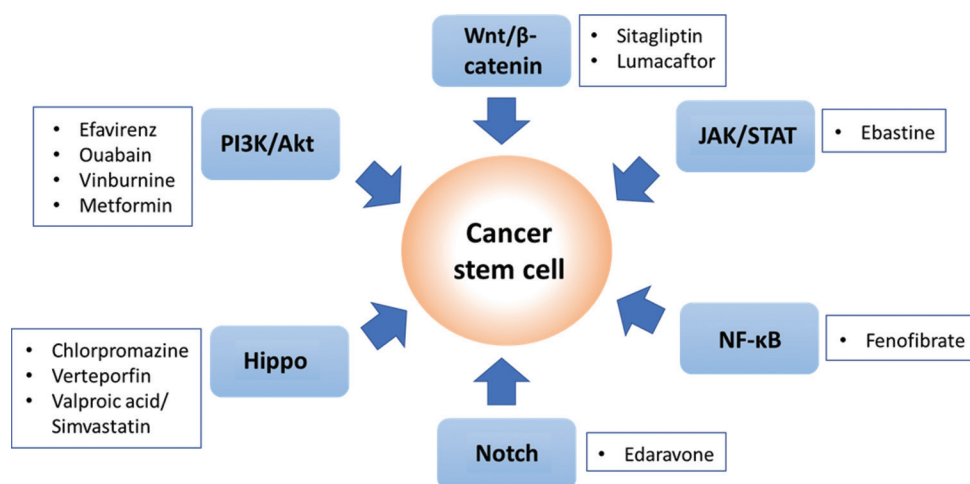 Wnt/β-
catenin
• Sitagliptin
• Lumacaftor
• Efavirenz
• Ouabain
• Vinburnine
• Metformin
PI3K/Akt
JAK/STAT
• Ebastine
Cancer
stem cell
• Chlorpromazine
• Verteporfin
• Valproic acid/
Simvastatin
Hippo
NF-κB
• Fenofibrate
Notch
• Edaravone